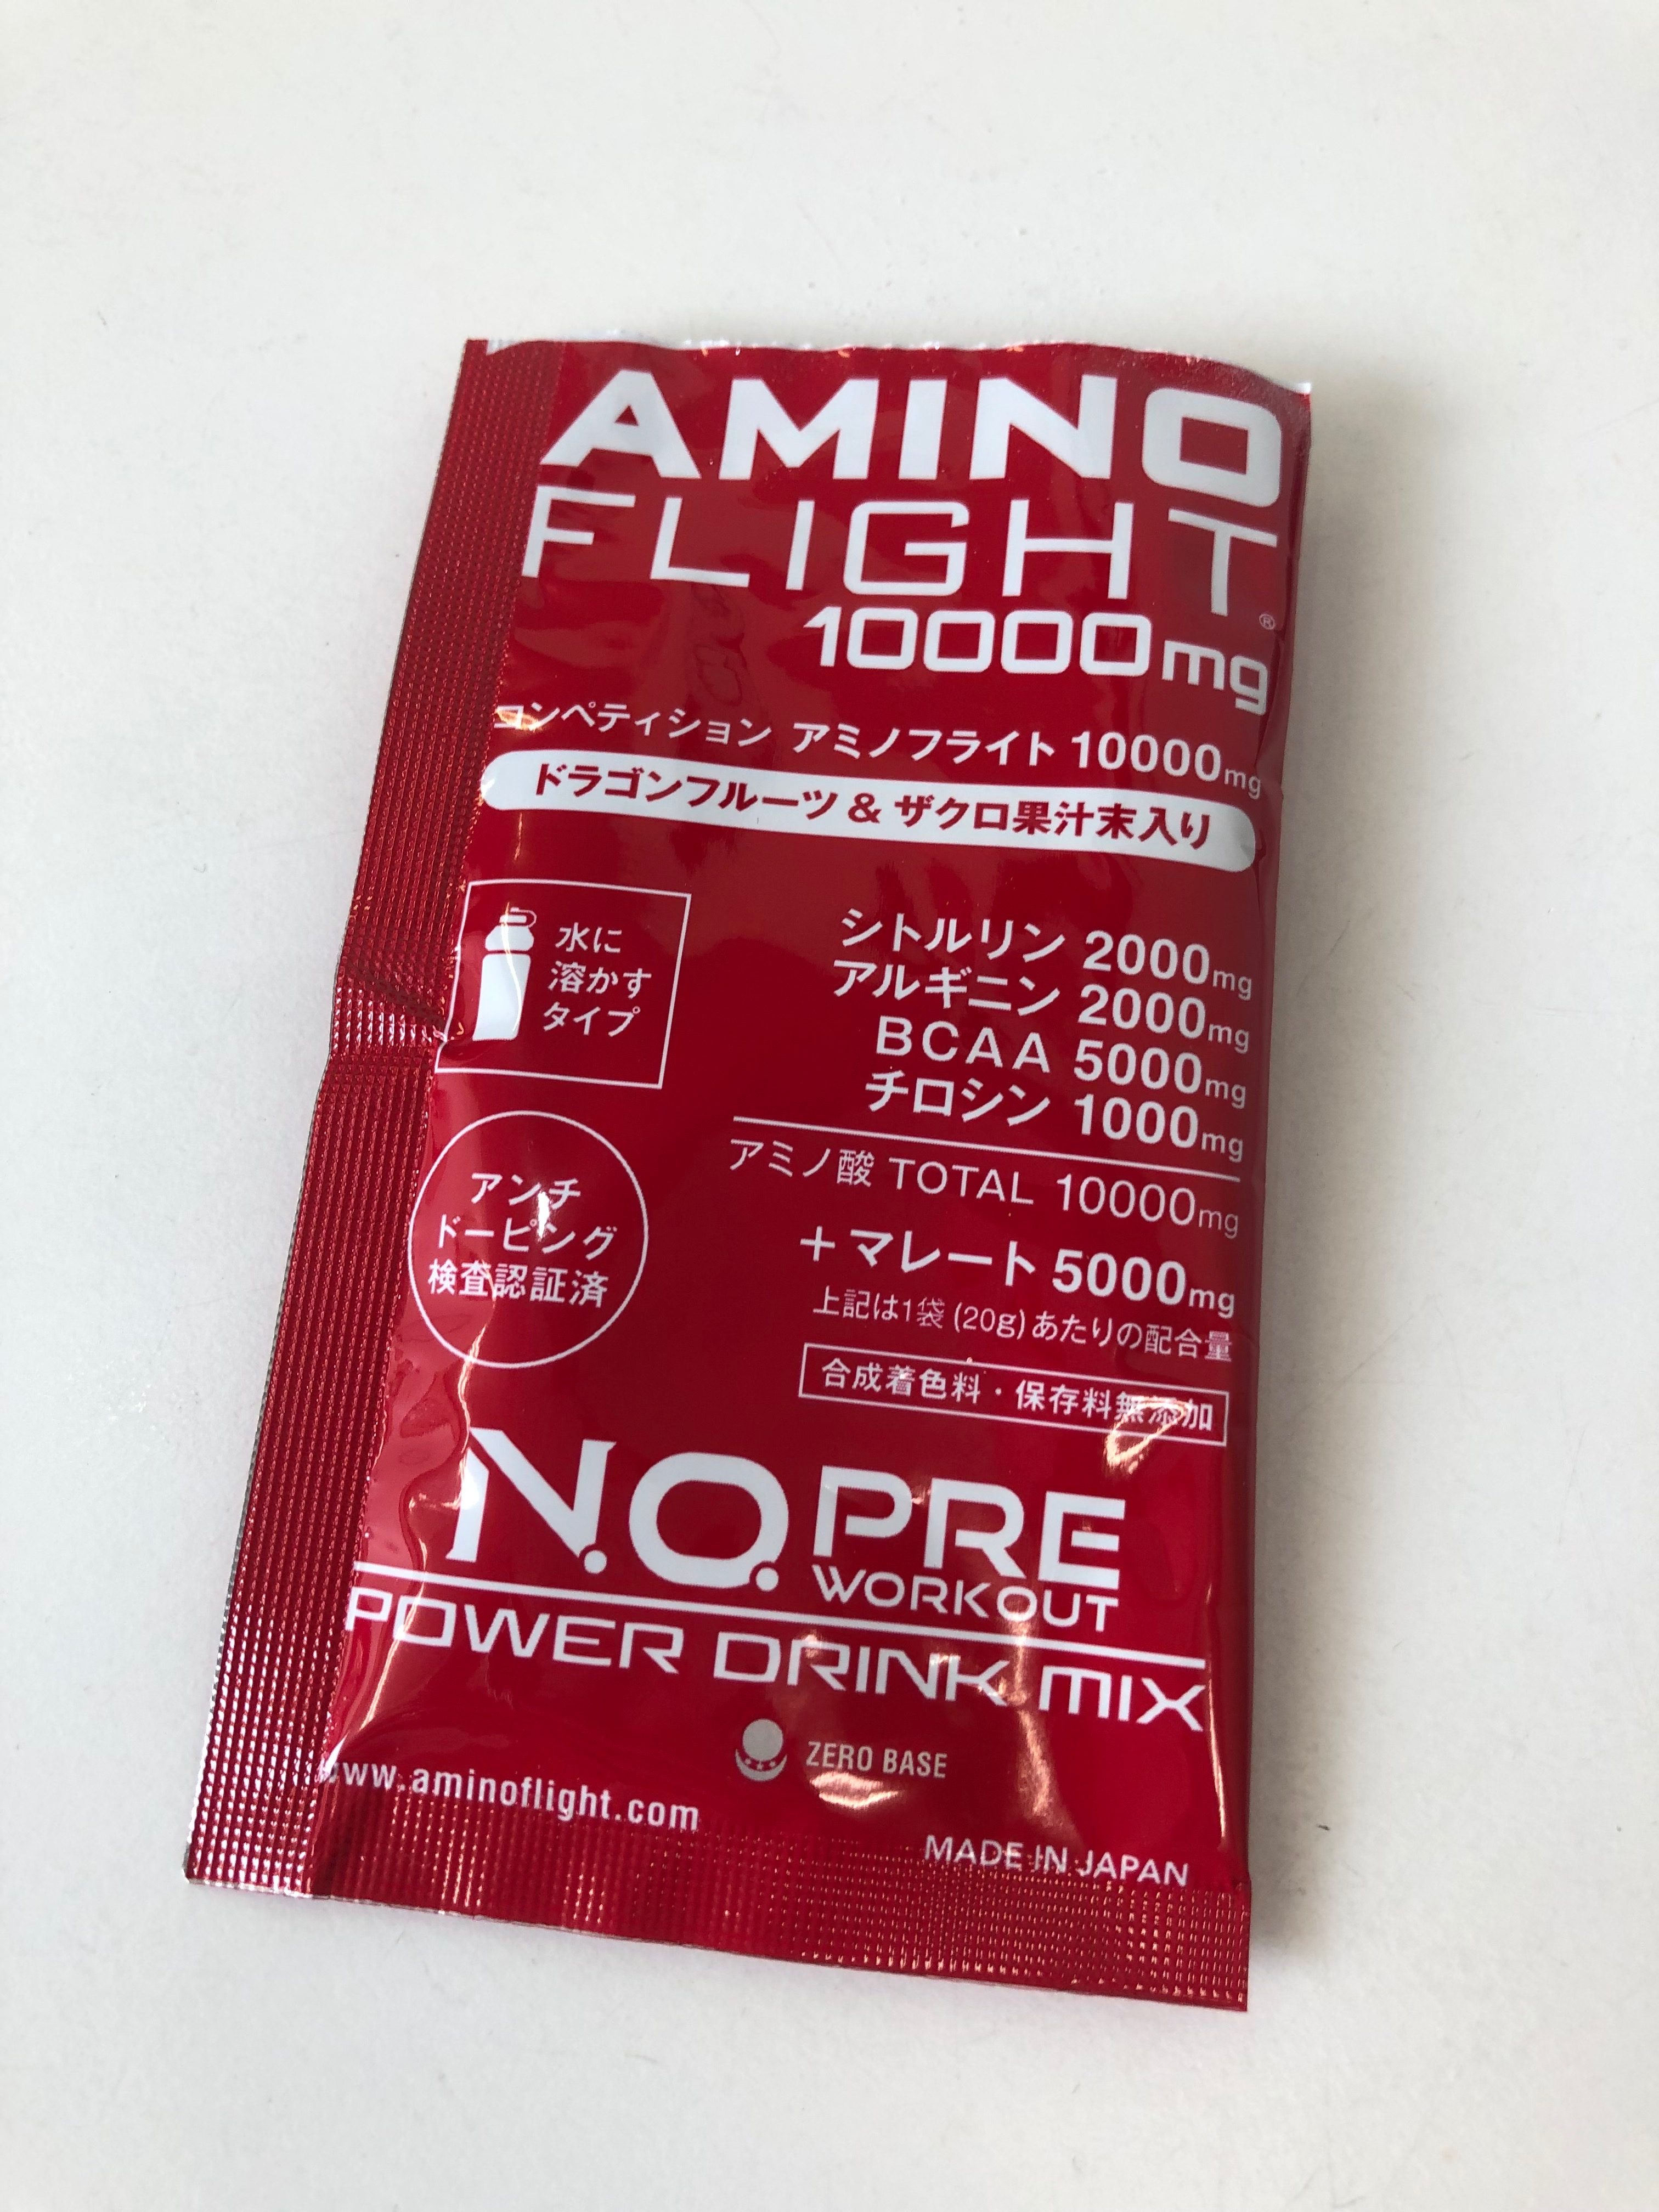 AMINO
FLIGHT®
10000mg
コンペティション アミノフライト 10000mg
ドラゴンフルーツ & ザクロ果汁末入り
水に
溶かす
タイプ
シトルリン 2000mg
アルギニン 2000mg
BCAA 5000mg
チロシン 1000mg
アミノ酸 TOTAL 10000mg
+マレート 5000mg
上記は1袋 (20g) あたりの配合量
合成着色料・保存料無添加
アンチ
ドーピング
検査認証済
N.O. PRE
WORKOUT
POWER DRINK MIX
ZERO BASE
www.aminoflight.com
MADE IN JAPAN